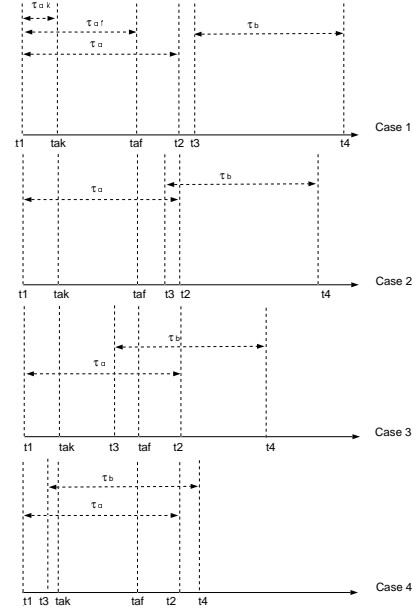 τak
τaf
τa τb
t1 tak taf t2 t3 t4 Case 1
τb
τa
t1 tak taf t3 t2 t4 Case 2
τb
τa
t1 tak t3 taf t2 t4 Case 3
τb
τa
t1 t3 tak taf t2 t4 Case 4